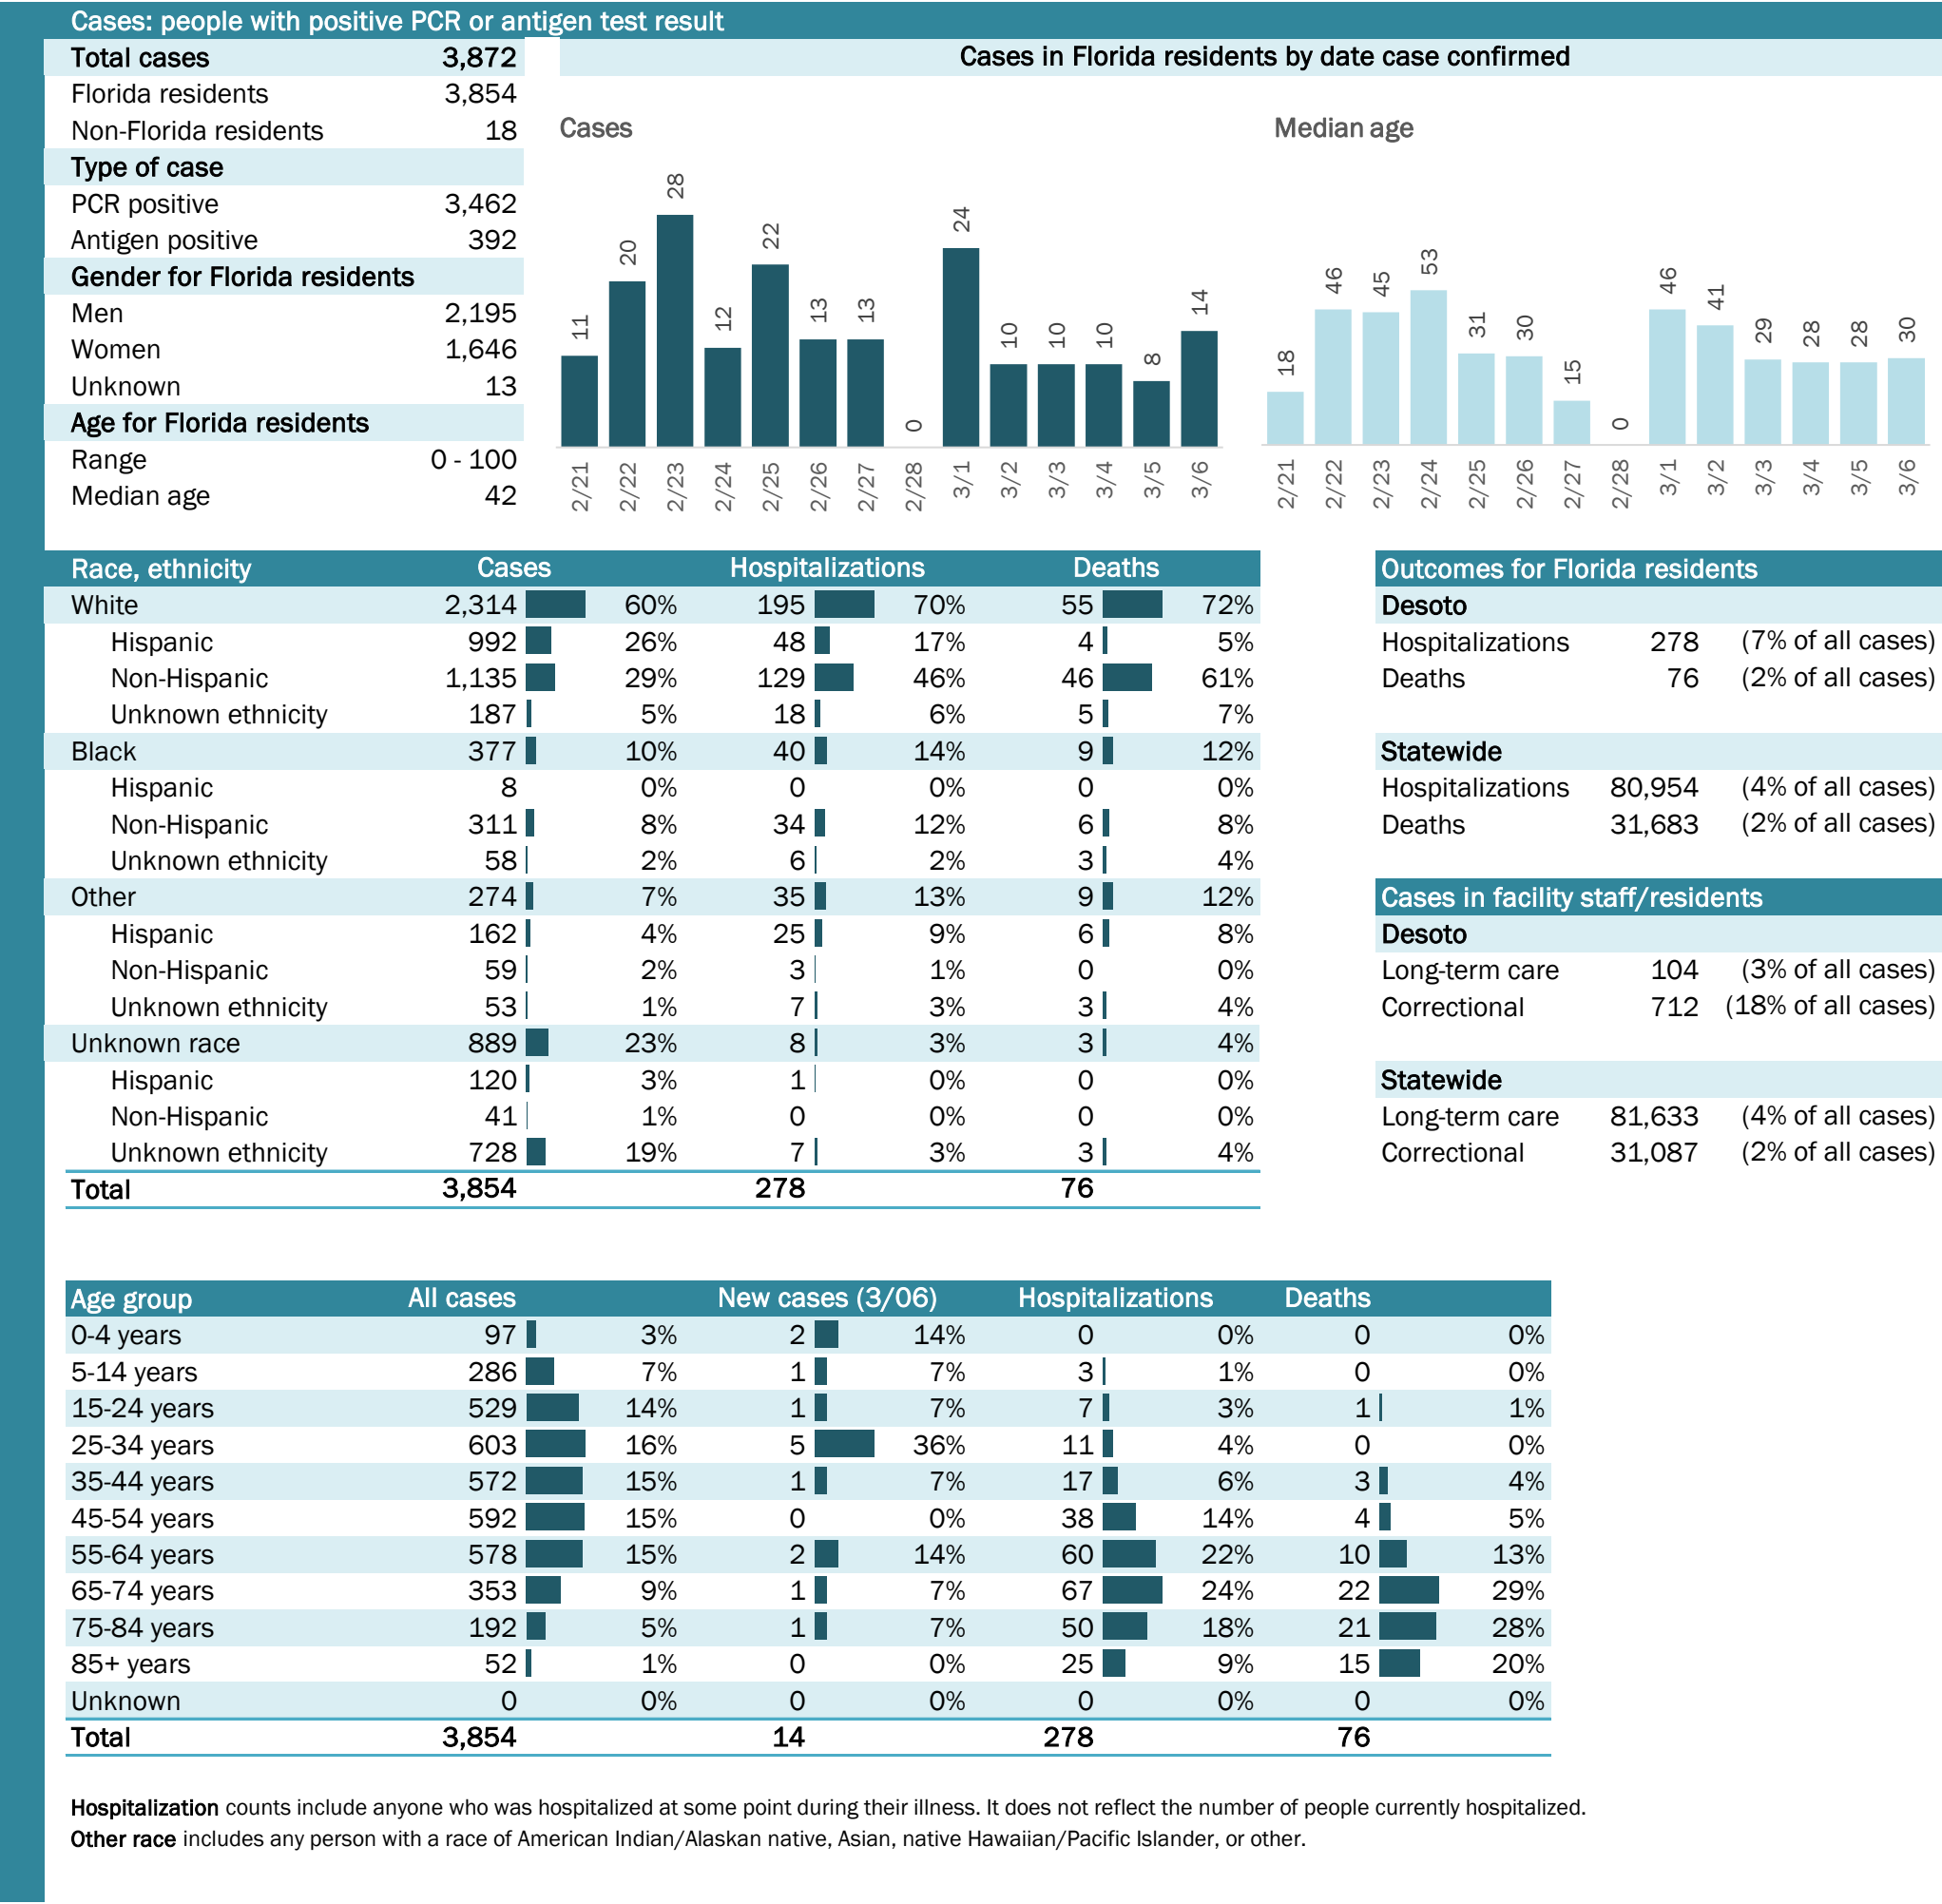 Cases: people with positive PCR or antigen test result
Total cases 3,872
Florida residents 3,854
Non-Florida residents 18
Type of case
PCR positive 3,462
Antigen positive 392
Gender for Florida residents
Men 2,195
Women 1,646
Unknown 13
Age for Florida residents
Range 0 - 100
Median age 42
Cases in Florida residents by date case confirmed
Cases
11 20 28 12 22 13 13 0 24 10 10 10 8 14
2/21 2/22 2/23 2/24 2/25 2/26 2/27 2/28 3/1 3/2 3/3 3/4 3/5 3/6
Median age
18 46 45 53 31 30 15 0 46 41 29 28 28 30
2/21 2/22 2/23 2/24 2/25 2/26 2/27 2/28 3/1 3/2 3/3 3/4 3/5 3/6
Race, ethnicity Cases Hospitalizations Deaths
White 2,314 60% 195 70% 55 72%
Hispanic 992 26% 48 17% 4 5%
Non-Hispanic 1,135 29% 129 46% 46 61%
Unknown ethnicity 187 5% 18 6% 5 7%
Black 377 10% 40 14% 9 12%
Hispanic 8 0% 0 0% 0 0%
Non-Hispanic 311 8% 34 12% 6 8%
Unknown ethnicity 58 2% 6 2% 3 4%
Other 274 7% 35 13% 9 12%
Hispanic 162 4% 25 9% 6 8%
Non-Hispanic 59 2% 3 1% 0 0%
Unknown ethnicity 53 1% 7 3% 3 4%
Unknown race 889 23% 8 3% 3 4%
Hispanic 120 3% 1 0% 0 0%
Non-Hispanic 41 1% 0 0% 0 0%
Unknown ethnicity 728 19% 7 3% 3 4%
Total 3,854 278 76
Outcomes for Florida residents
Desoto
Hospitalizations 278 (7% of all cases)
Deaths 76 (2% of all cases)
Statewide
Hospitalizations 80,954 (4% of all cases)
Deaths 31,683 (2% of all cases)
Cases in facility staff/residents
Desoto
Long-term care 104 (3% of all cases)
Correctional 712 (18% of all cases)
Statewide
Long-term care 81,633 (4% of all cases)
Correctional 31,087 (2% of all cases)
Age group All cases New cases (3/06) Hospitalizations Deaths
0-4 years 97 3% 2 14% 0 0% 0 0%
5-14 years 286 7% 1 7% 3 1% 0 0%
15-24 years 529 14% 1 7% 7 3% 1 1%
25-34 years 603 16% 5 36% 11 4% 0 0%
35-44 years 572 15% 1 7% 17 6% 3 4%
45-54 years 592 15% 0 0% 38 14% 4 5%
55-64 years 578 15% 2 14% 60 22% 10 13%
65-74 years 353 9% 1 7% 67 24% 22 29%
75-84 years 192 5% 1 7% 50 18% 21 28%
85+ years 52 1% 0 0% 25 9% 15 20%
Unknown 0 0% 0 0% 0 0% 0 0%
Total 3,854 14 278 76
Hospitalization counts include anyone who was hospitalized at some point during their illness. It does not reflect the number of people currently hospitalized.
Other race includes any person with a race of American Indian/Alaskan native, Asian, native Hawaiian/Pacific Islander, or other.